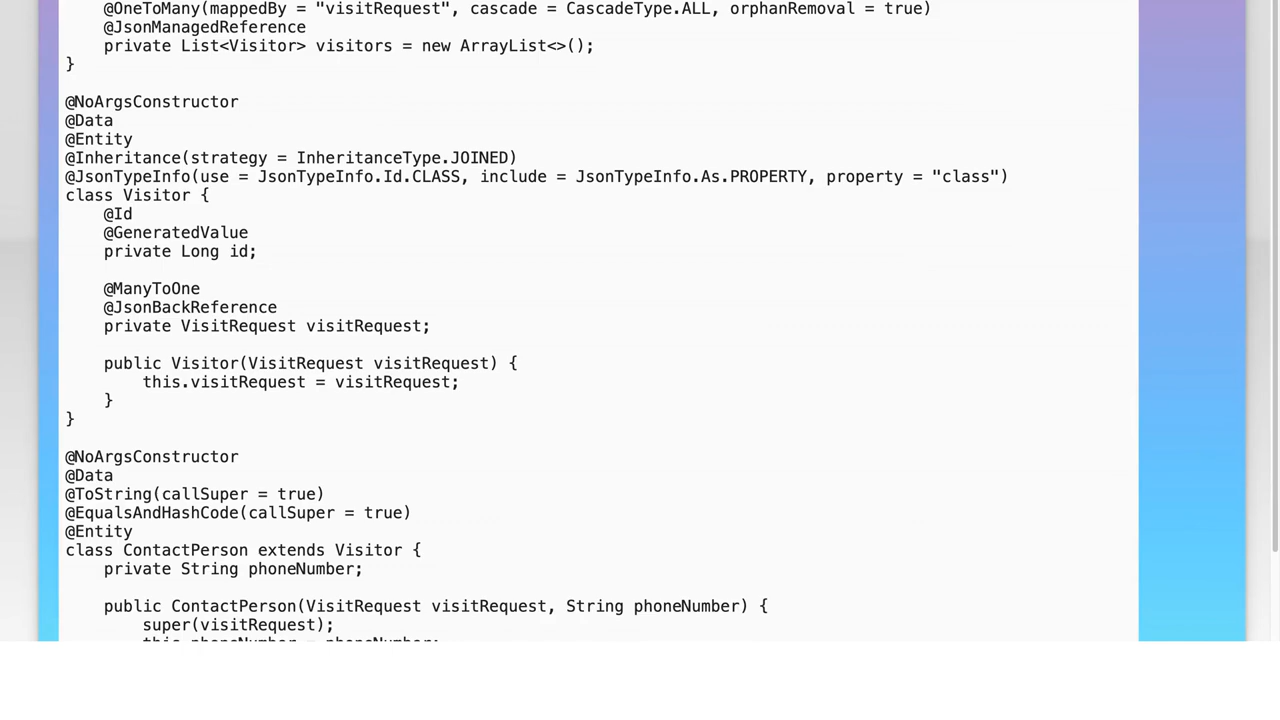 @OneToMany(mappedBy = "visitRequest", cascade = CascadeType.ALL, orphanRemoval = true)
@JsonManagedReference
private List<Visitor> visitors = new ArrayList<>();
}
@NoArgsConstructor
@Data
@Entity
@Inheritance(strategy = InheritanceType.JOINED)
@JsonTypeInfo(use = JsonTypeInfo.Id.CLASS, include = JsonTypeInfo.As.PROPERTY, property = "class")
class Visitor {
@Id
@GeneratedValue
private Long id;
@ManyToOne
@JsonBackReference
private VisitRequest visitRequest;
public Visitor(VisitRequest visitRequest) {
this.visitRequest = visitRequest;
}
}
@NoArgsConstructor
@Data
@ToString(callSuper = true)
@EqualsAndHashCode(callSuper = true)
@Entity
class ContactPerson extends Visitor {
private String phoneNumber;
public ContactPerson(VisitRequest visitRequest, String phoneNumber) {
super(visitRequest);
this.phoneNumber = phoneNumber;